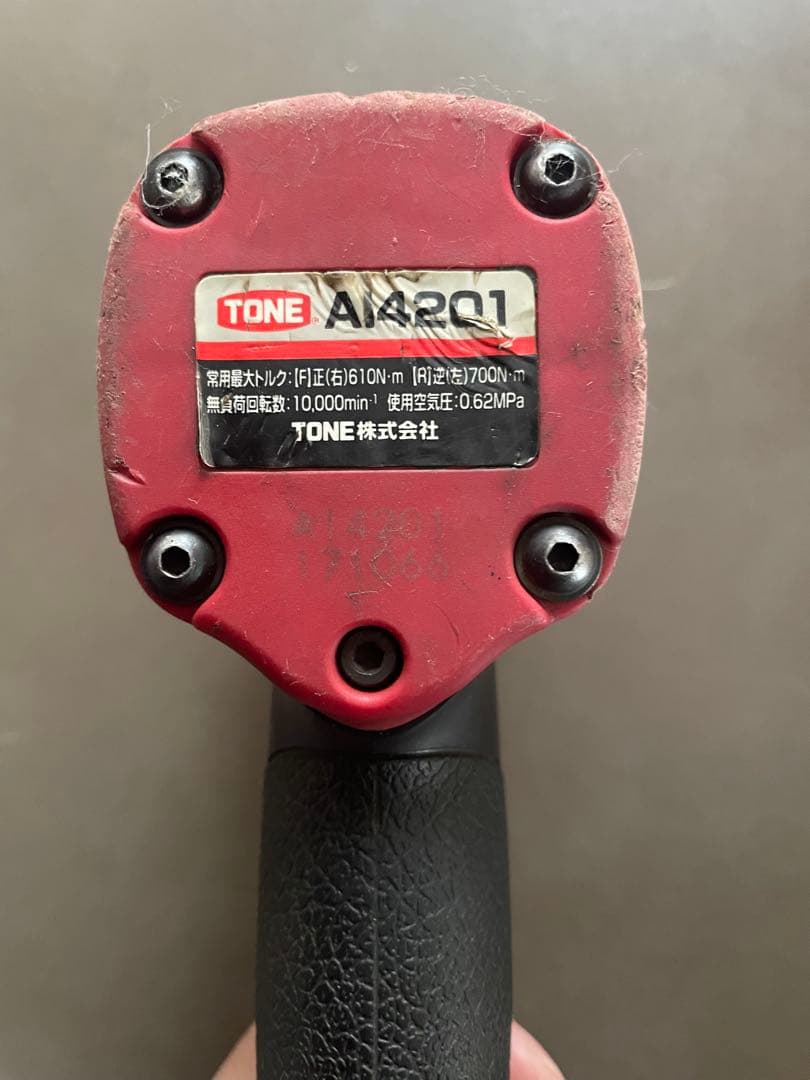 TONE® AI4201
常用最大トルク:[F]正(右)610N·m [R]逆(左)700N·m
無負荷回転数:10,000min⁻¹ 使用空気圧:0.62MPa
TONE株式会社
AI4201
171066